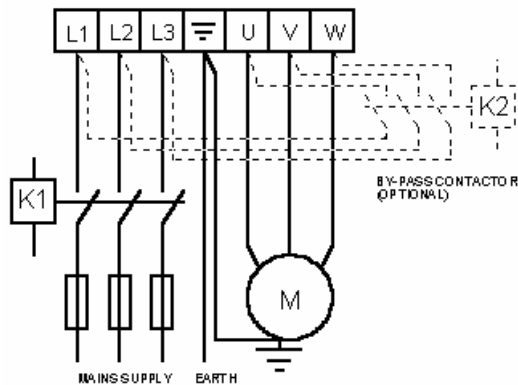 L1 L2 L3 U V W
K2
BY-PASS CONTACTOR
(OPTIONAL)
K1
M
MAINS SUPPLY EARTH